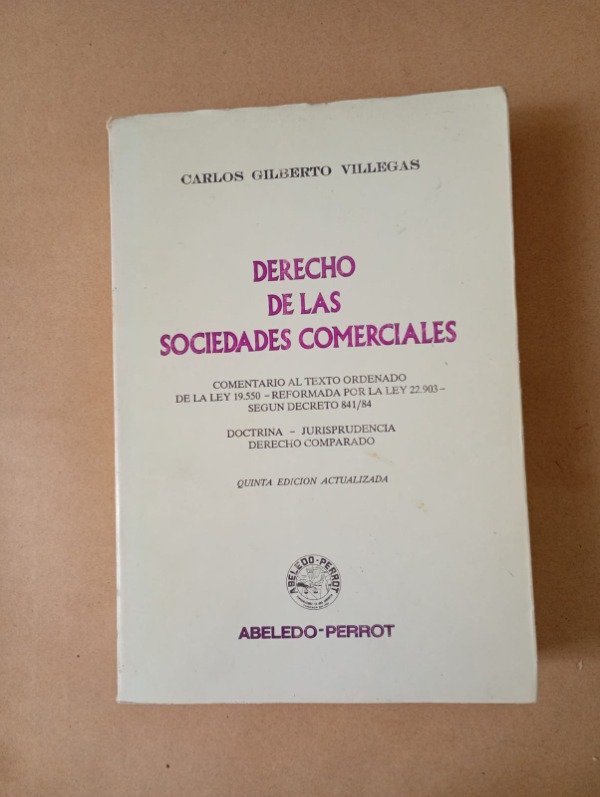 CARLOS GILBERTO VILLEGAS
DERECHO
DE LAS
SOCIEDADES COMERCIALES
COMENTARIO AL TEXTO ORDENADO
DE LA LEY 19.550 – REFORMADA POR LA LEY 22.903 –
SEGUN DECRETO 841/84
DOCTRINA – JURISPRUDENCIA
DERECHO COMPARADO
QUINTA EDICION ACTUALIZADA
ABELEDO-PERROT
ABELEDO-PERROT